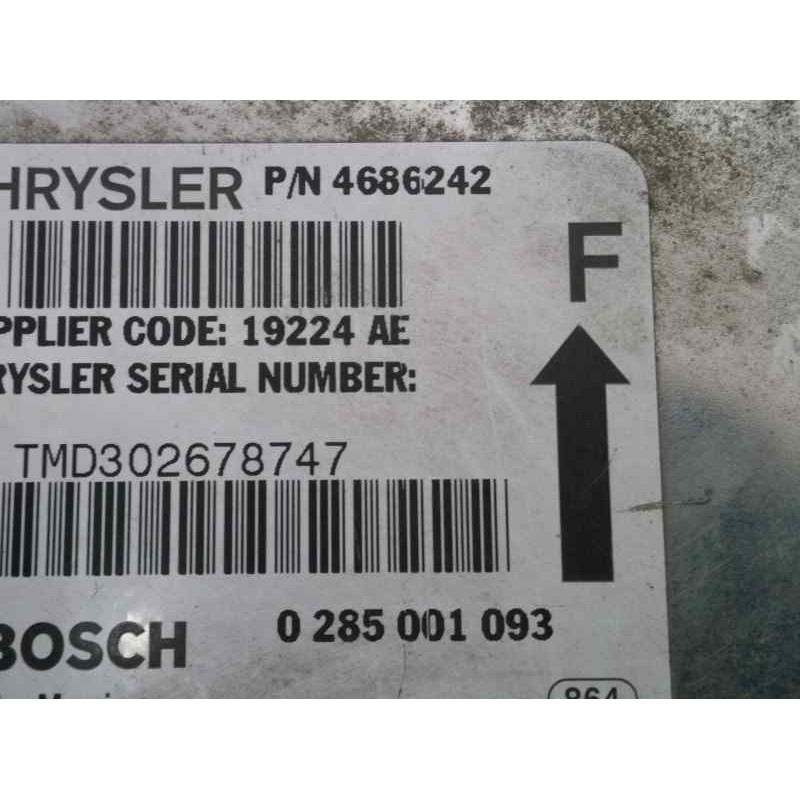 HRYSLER P/N 4686242
F
PPLIER CODE: 19224 AE
RYSLER SERIAL NUMBER:
TMD302678747
BOSCH 0 285 001 093
864